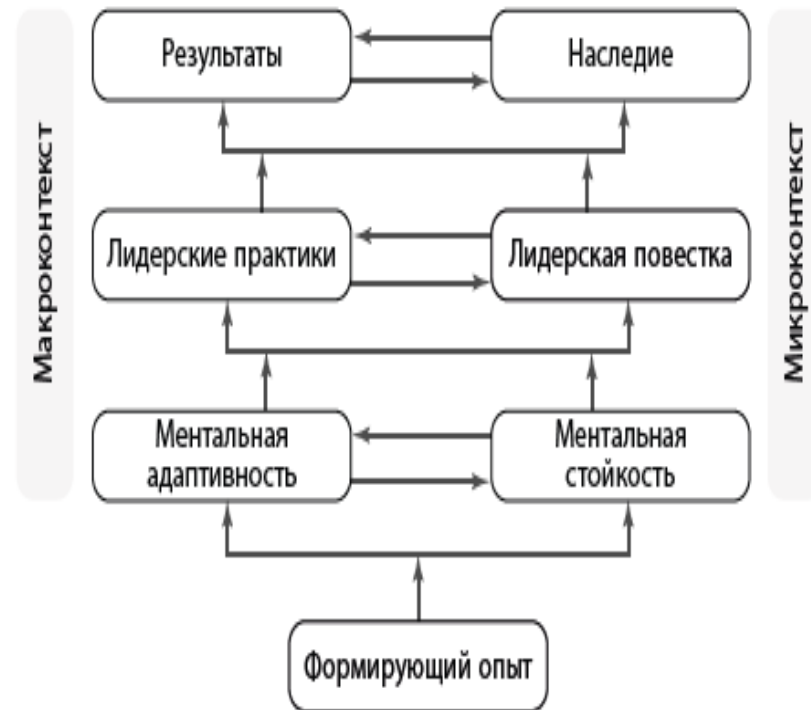 Макроконтекст
Результаты
Наследие
Лидерские практики
Лидерская повестка
Ментальная
адаптивность
Ментальная
стойкость
Формирующий опыт
Микроконтекст